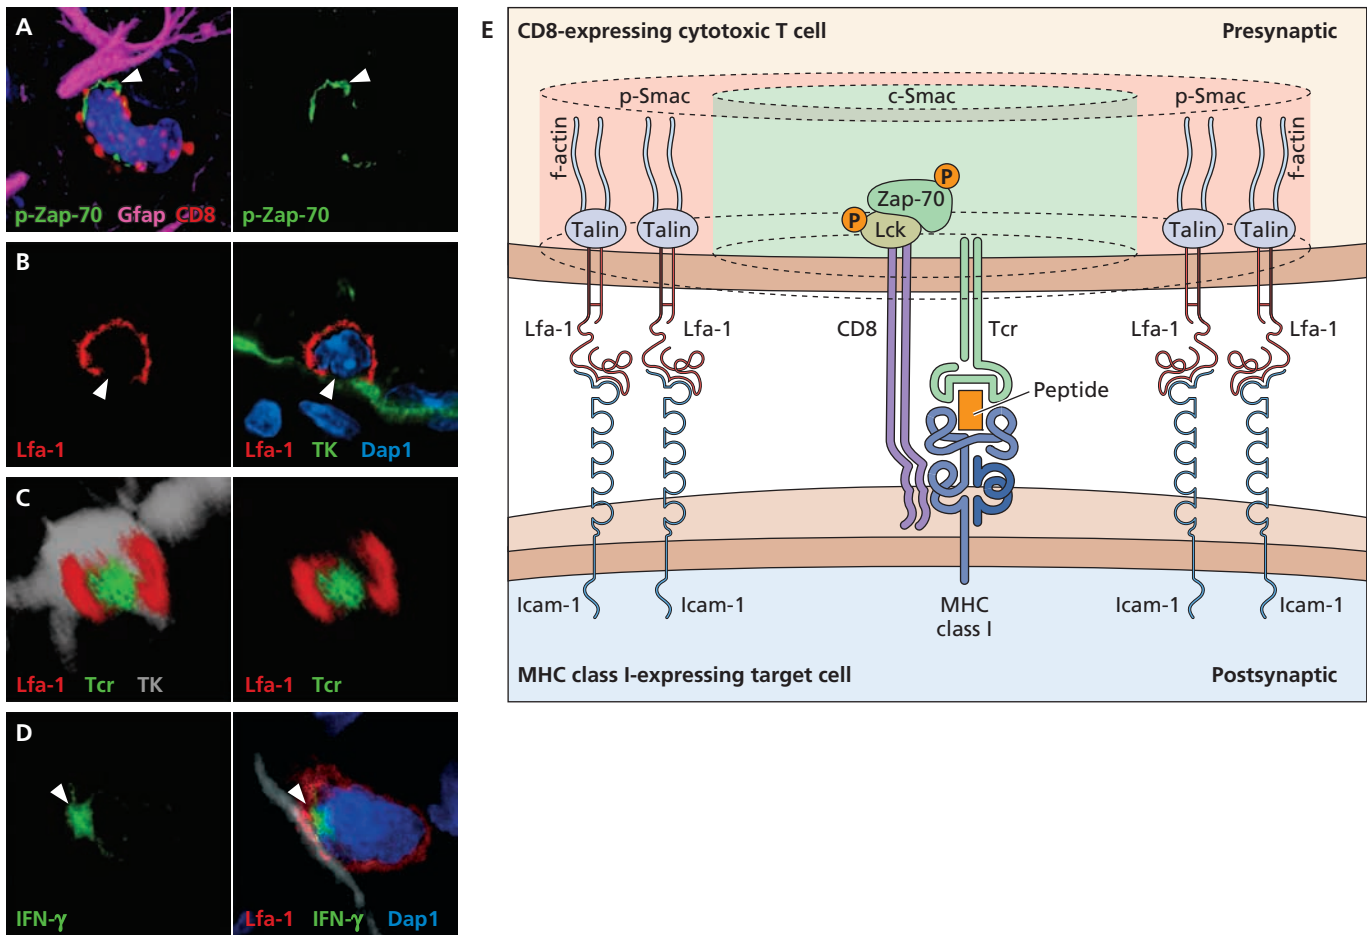 A
p-Zap-70 Gfap CD8
p-Zap-70
B
Lfa-1
Lfa-1 TK Dap1
C
Lfa-1 Tcr TK
Lfa-1 Tcr
D
IFN-γ
Lfa-1 IFN-γ Dap1
E
CD8-expressing cytotoxic T cell Presynaptic
p-Smac c-Smac p-Smac
f-actin f-actin
P
Zap-70
P
Lck
Talin Talin Talin Talin
Lfa-1 Lfa-1 CD8 Tcr Lfa-1 Lfa-1
Peptide
Icam-1 Icam-1 MHC Icam-1 Icam-1
class I
MHC class I-expressing target cell Postsynaptic